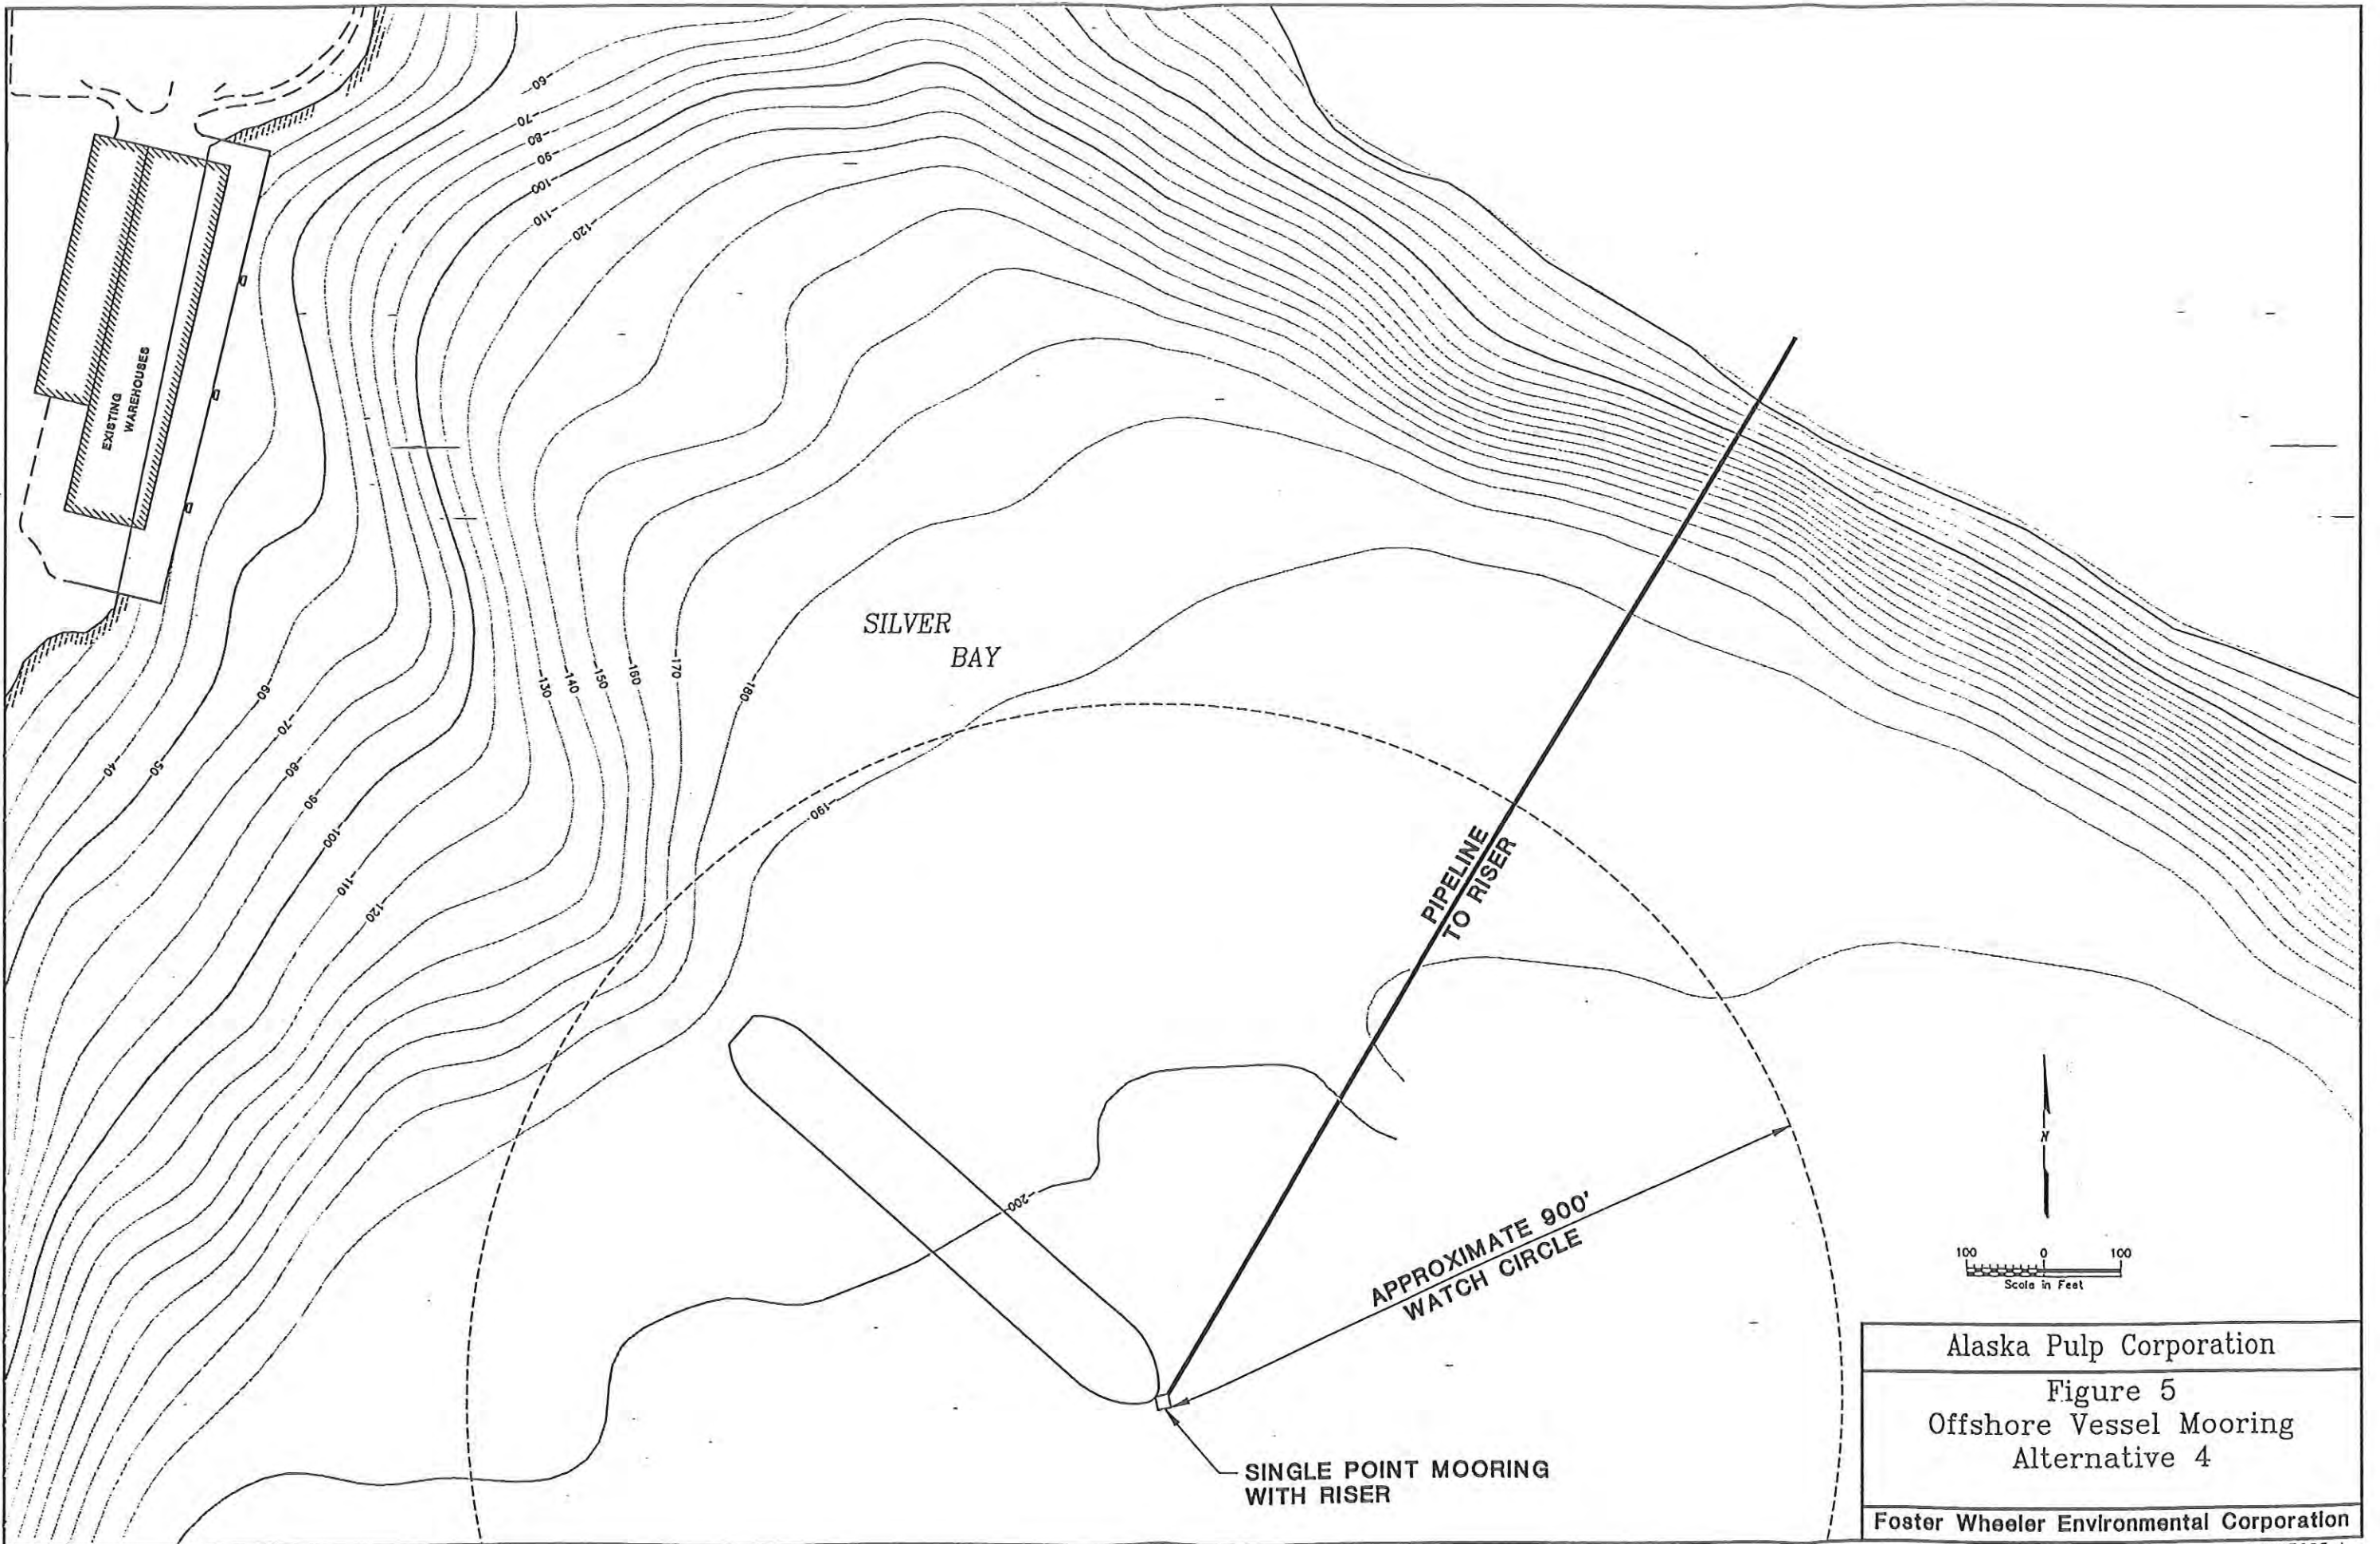 -60-
-70-
-80-
-90-
-100-
-110-
-120-
EXISTING
WAREHOUSES
SILVER
BAY
-130-
-140-
-150-
-160-
-170-
-180-
-190-
-60-
-70-
-80-
-90-
-100-
-110-
-120-
-40-
-50-
-200-
PIPELINE
TO RISER
APPROXIMATE 900'
WATCH CIRCLE
SINGLE POINT MOORING
WITH RISER
N
100 0 100
Scale in Feet
Alaska Pulp Corporation
Figure 5
Offshore Vessel Mooring
Alternative 4
Foster Wheeler Environmental Corporation